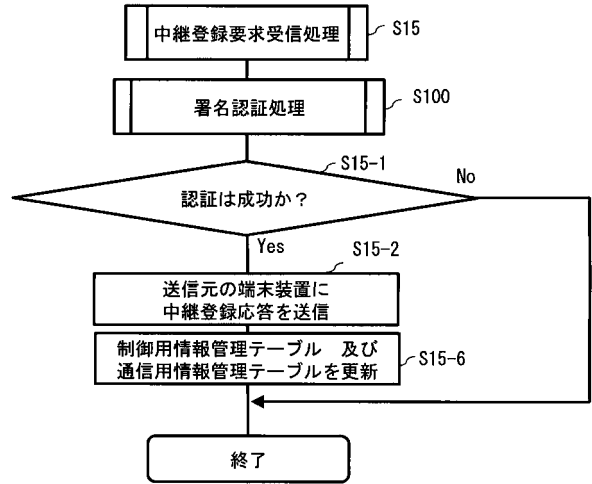 中継登録要求受信処理
S15
署名認証処理
S100
S15-1
認証は成功か？
No
Yes
S15-2
送信元の端末装置に
中継登録応答を送信
制御用情報管理テーブル 及び
通信用情報管理テーブルを更新
S15-6
終了